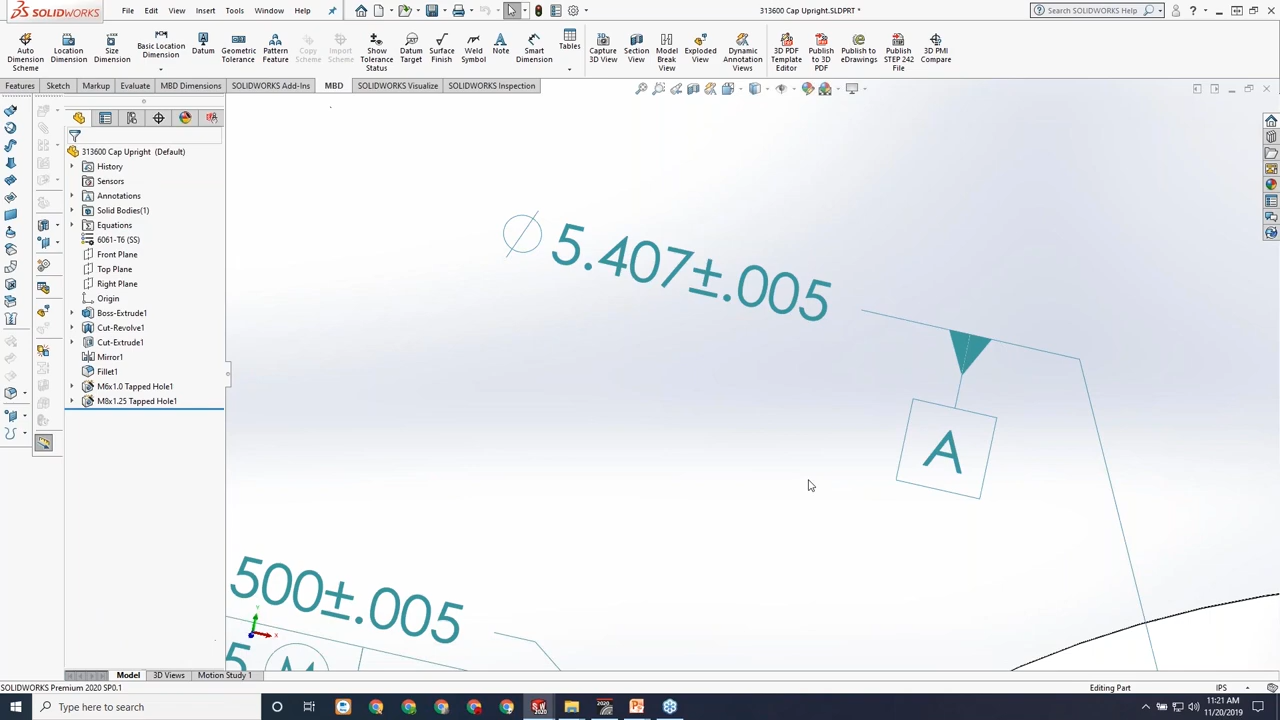 SOLIDWORKS File Edit View Insert Tools Window Help 313600 Cap Upright.SLDPRT * Search SOLIDWORKS Help
Auto Dimension Scheme
Location Dimension
Size Dimension
Basic Location Dimension
Datum
Geometric Tolerance
Pattern Feature
Copy Scheme
Import Scheme
Show Tolerance Status
Datum Target
Surface Finish
Weld Symbol
Note
Smart Dimension
Tables
Capture 3D View
Section View
Model Break View
Exploded View
Dynamic Annotation Views
3D PDF Template Editor
Publish to 3D PDF
Publish to eDrawings
Publish STEP 242 File
3D PMI Compare
Features Sketch Markup Evaluate MBD Dimensions SOLIDWORKS Add-Ins MBD SOLIDWORKS Visualize SOLIDWORKS Inspection
313600 Cap Upright (Default)
History
Sensors
Annotations
Solid Bodies(1)
Equations
6061-T6 (SS)
Front Plane
Top Plane
Right Plane
Origin
Boss-Extrude1
Cut-Revolve1
Cut-Extrude1
Mirror1
Fillet1
M6x1.0 Tapped Hole1
M8x1.25 Tapped Hole1
∅ 5.407±.005
A
500±.005
5 M
Y
X
Model 3D Views Motion Study 1
SOLIDWORKS Premium 2020 SP0.1 Editing Part IPS
Type here to search
11:21 AM
11/20/2019